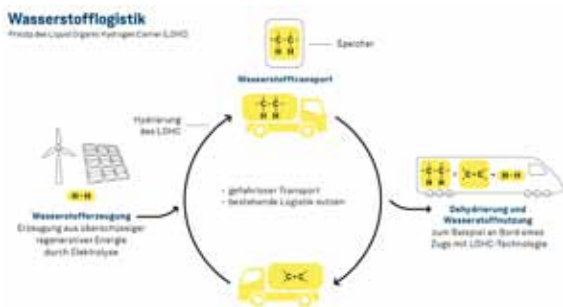 Wasserstofflogistik
Prinzip des Liquid Organic Hydrogen Carrier (LOHC)
C C
H H
Speicher
Wasserstofftransport
C C
H H
Hydrierung
des LOHC
H-H
Wasserstofferzeugung
Erzeugung aus überschüssiger
regenerativer Energie
durch Elektrolyse
- gefahrloser Transport
- bestehende Logistik nutzen
C C
H H
C=C + H-H
Dehydrierung und
Wasserstoffnutzung
zum Beispiel an Bord eines
Zugs mit LOHC-Technologie
C=C